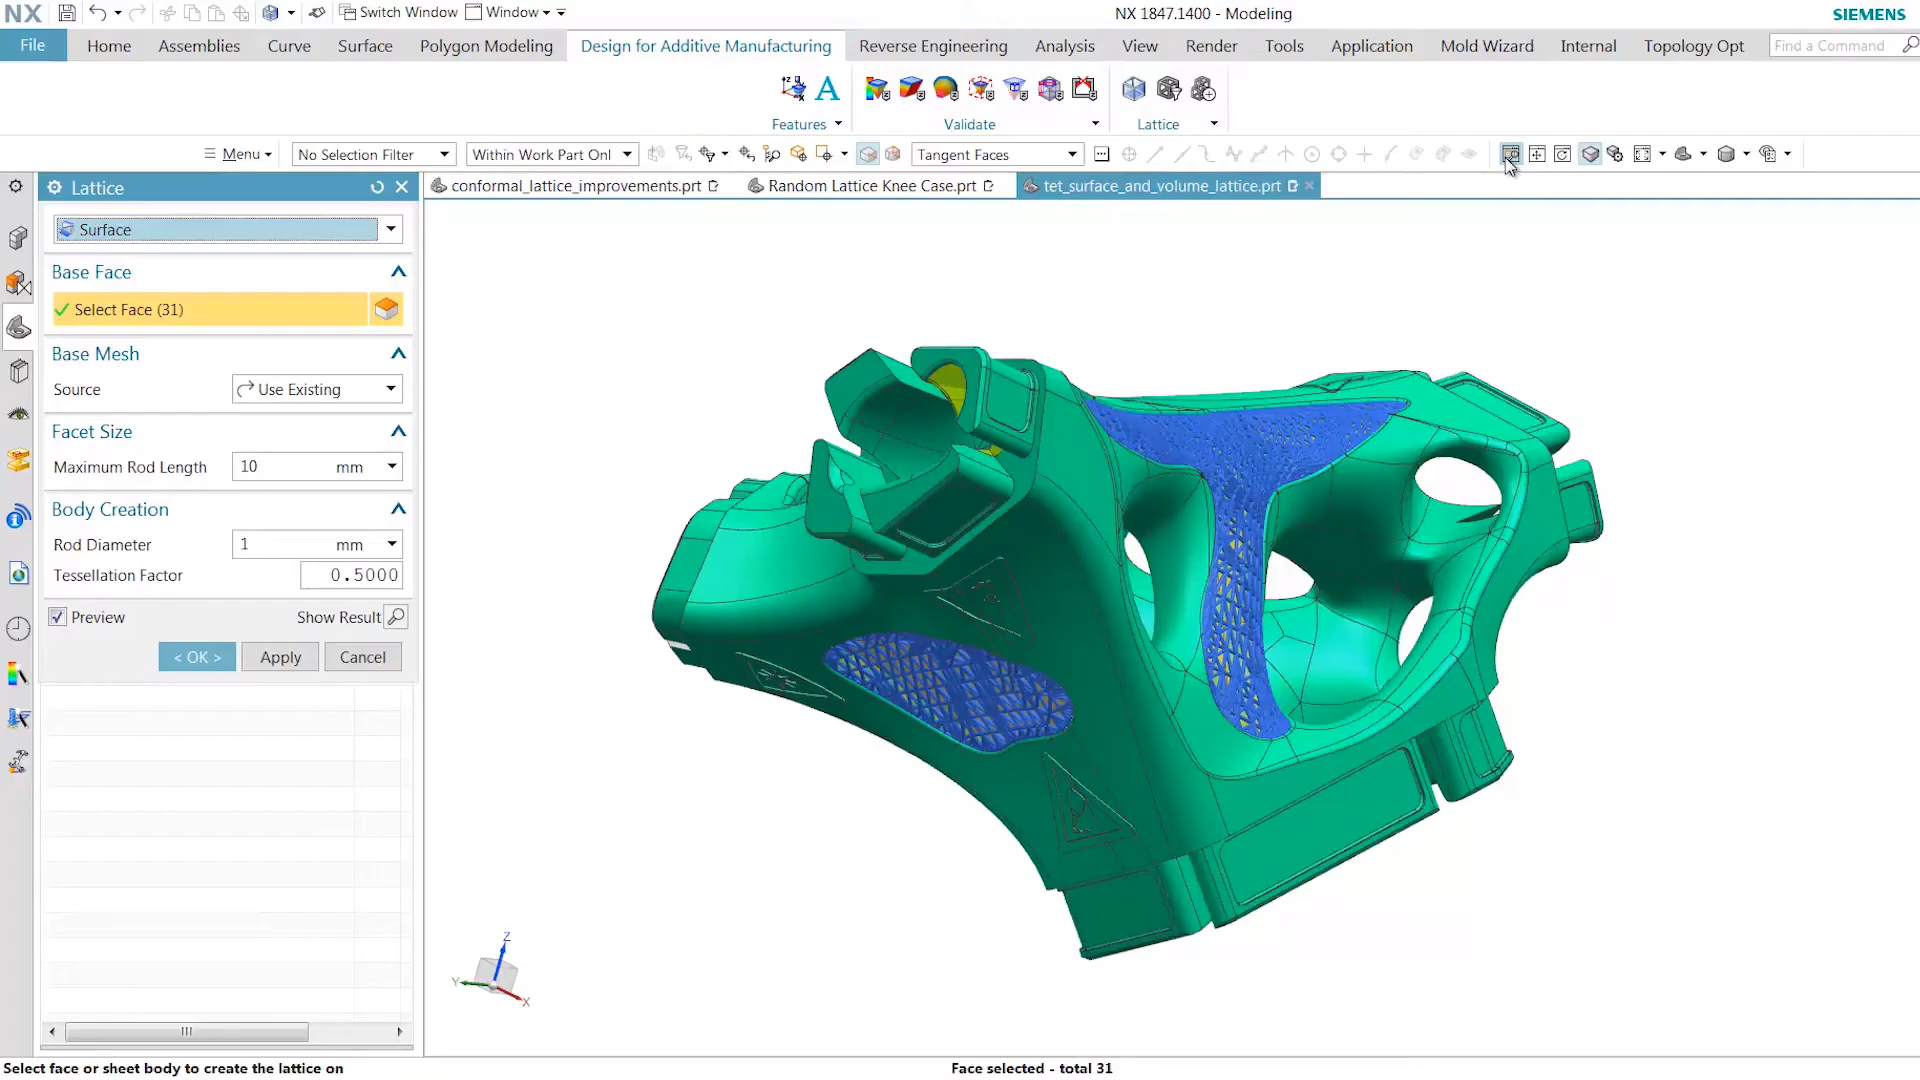 NX Switch Window Window NX 1847.1400 - Modeling SIEMENS
File Home Assemblies Curve Surface Polygon Modeling Design for Additive Manufacturing Reverse Engineering Analysis View Render Tools Application Mold Wizard Internal Topology Opt Find a Command
A
Features Validate Lattice
Menu No Selection Filter Within Work Part Onl Tangent Faces
Lattice
conformal_lattice_improvements.prt Random Lattice Knee Case.prt tet_surface_and_volume_lattice.prt
Surface
Base Face
Select Face (31)
Base Mesh
Source Use Existing
Facet Size
Maximum Rod Length 10 mm
Body Creation
Rod Diameter 1 mm
Tessellation Factor 0.5000
Preview Show Result
< OK > Apply Cancel
Z
Y
X
Select face or sheet body to create the lattice on Face selected - total 31